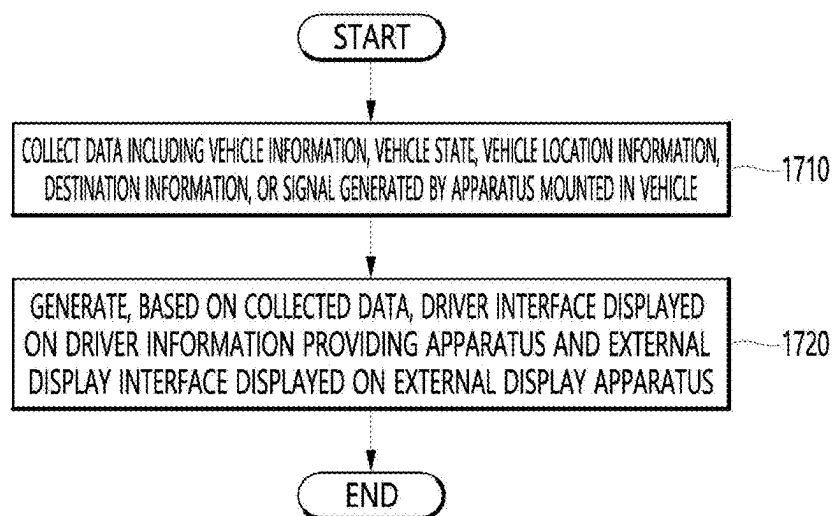 START
COLLECT DATA INCLUDING VEHICLE INFORMATION, VEHICLE STATE, VEHICLE LOCATION INFORMATION,
DESTINATION INFORMATION, OR SIGNAL GENERATED BY APPARATUS MOUNTED IN VEHICLE
1710
GENERATE, BASED ON COLLECTED DATA, DRIVER INTERFACE DISPLAYED
ON DRIVER INFORMATION PROVIDING APPARATUS AND EXTERNAL
DISPLAY INTERFACE DISPLAYED ON EXTERNAL DISPLAY APPARATUS
1720
END